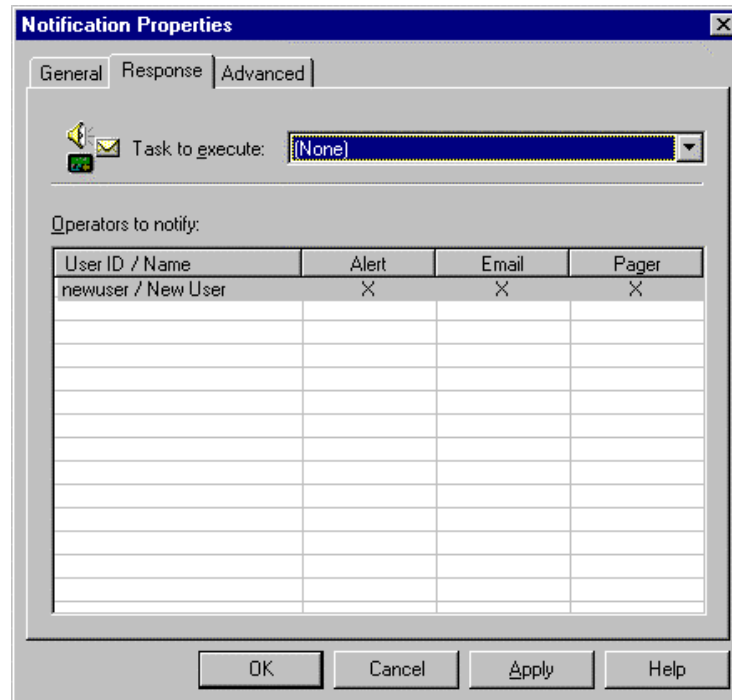 Notification Properties
General Response Advanced
Task to execute: (None)
Operators to notify:
User ID / Name Alert Email Pager
newuser / New User X X X
OK Cancel Apply Help